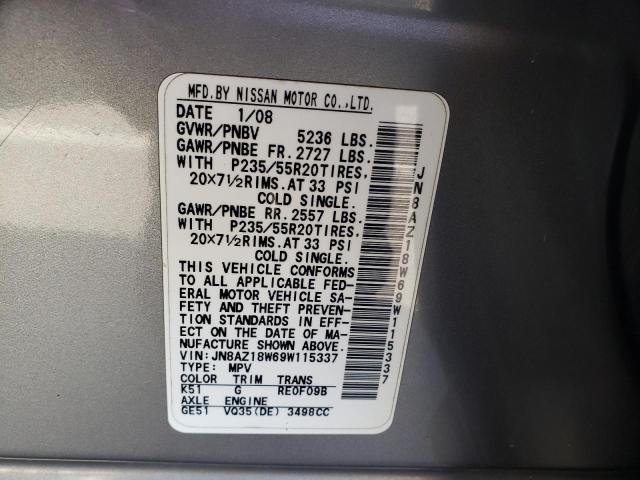 MFD.BY NISSAN MOTOR CO.,LTD.
DATE 1/08
GVWR/PNBV 5236 LBS.
GAWR/PNBE FR. 2727 LBS.
WITH P235/55R20TIRES,
20X7½RIMS.AT 33 PSI
COLD SINGLE.
GAWR/PNBE RR. 2557 LBS.
WITH P235/55R20TIRES,
20X7½RIMS.AT 33 PSI
COLD SINGLE.
THIS VEHICLE CONFORMS
TO ALL APPLICABLE FED-
ERAL MOTOR VEHICLE SA-
FETY AND THEFT PREVEN-
TION STANDARDS IN EFF-
ECT ON THE DATE OF MA-
NUFACTURE SHOWN ABOVE.
VIN: JN8AZ18W69W115337
TYPE: MPV
COLOR TRIM TRANS
K51 G RE0F09B
AXLE ENGINE
GE51 VQ35(DE) 3498CC
JN8AZ18W69W115337